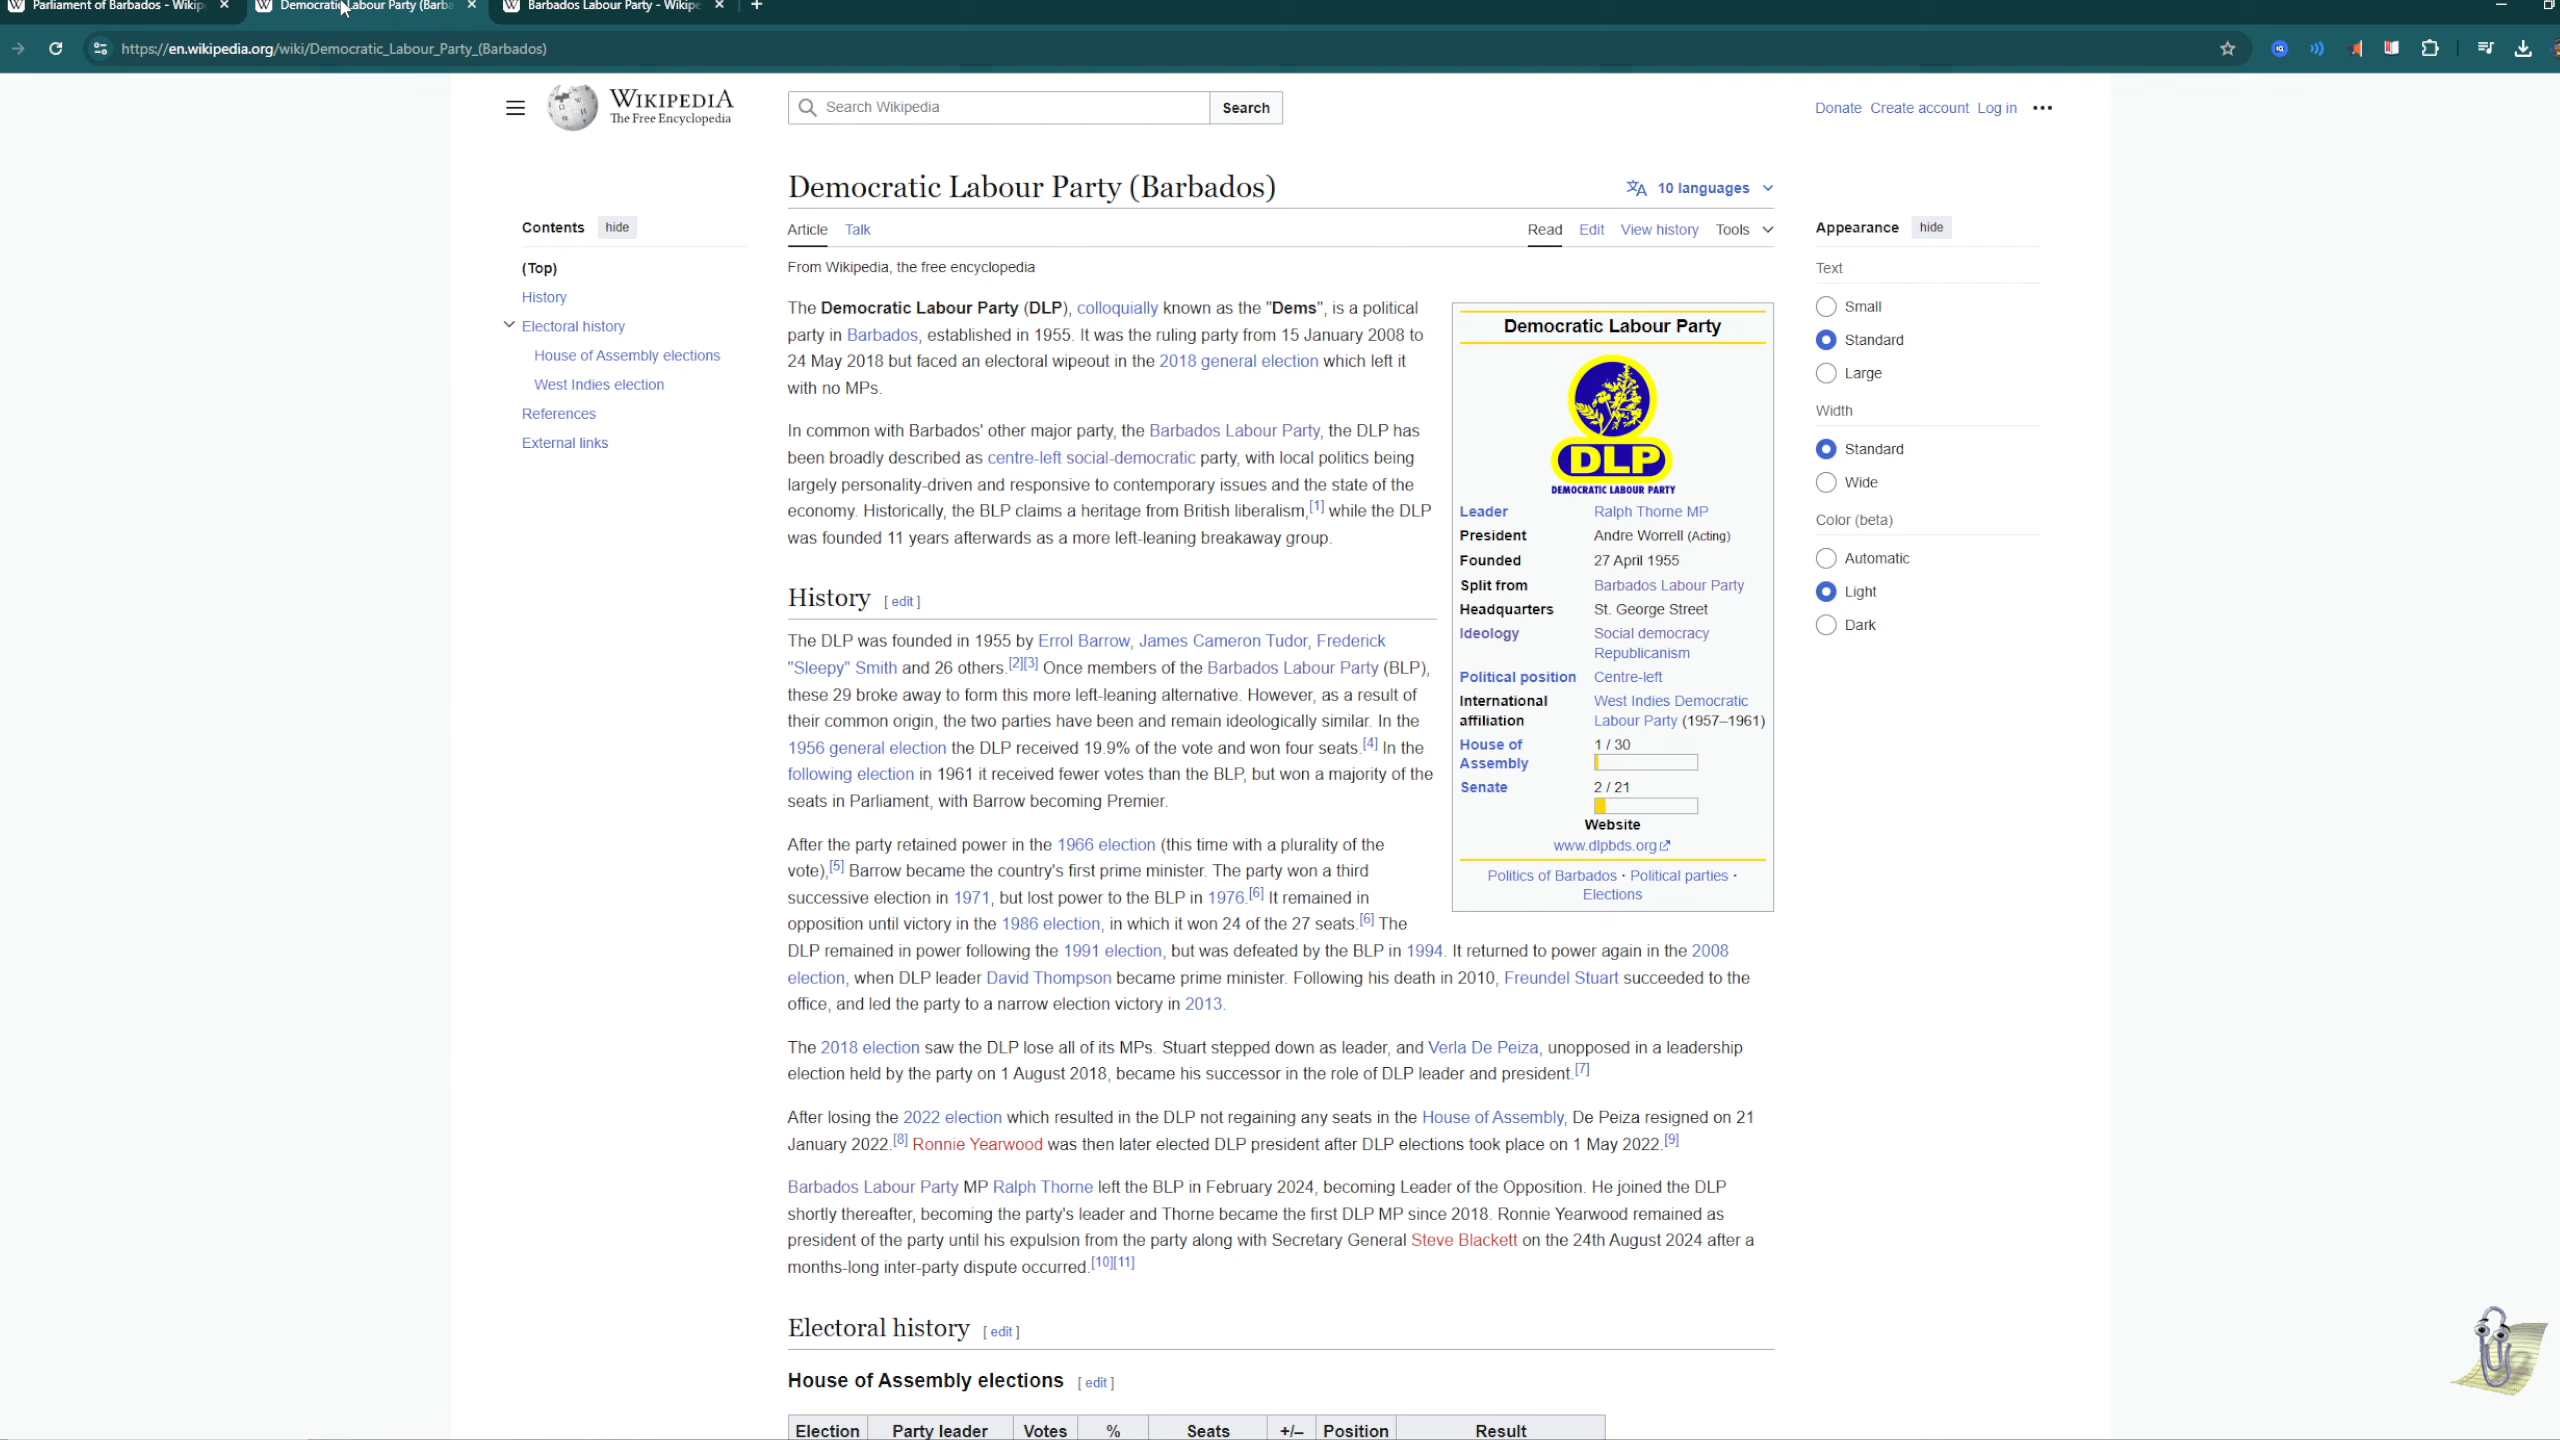 Parliament of Barbados - Wikip
Democratic Labour Party (Barba
Barbados Labour Party - Wikipe
https://en.wikipedia.org/wiki/Democratic_Labour_Party_(Barbados)
WIKIPEDIA
The Free Encyclopedia
Search Wikipedia
Search
Donate Create account Log in
Democratic Labour Party (Barbados)
10 languages
Contents hide
Article Talk
Read Edit View history Tools
Appearance hide
From Wikipedia, the free encyclopedia
(Top)
History
Electoral history
House of Assembly elections
West Indies election
References
External links
The Democratic Labour Party (DLP), colloquially known as the "Dems", is a political
party in Barbados, established in 1955. It was the ruling party from 15 January 2008 to
24 May 2018 but faced an electoral wipeout in the 2018 general election which left it
with no MPs.
In common with Barbados' other major party, the Barbados Labour Party, the DLP has
been broadly described as centre-left social-democratic party, with local politics being
largely personality-driven and responsive to contemporary issues and the state of the
economy. Historically, the BLP claims a heritage from British liberalism,[1] while the DLP
was founded 11 years afterwards as a more left-leaning breakaway group.
History [ edit ]
The DLP was founded in 1955 by Errol Barrow, James Cameron Tudor, Frederick
"Sleepy" Smith and 26 others.[2][3] Once members of the Barbados Labour Party (BLP),
these 29 broke away to form this more left-leaning alternative. However, as a result of
their common origin, the two parties have been and remain ideologically similar. In the
1956 general election the DLP received 19.9% of the vote and won four seats.[4] In the
following election in 1961 it received fewer votes than the BLP, but won a majority of the
seats in Parliament, with Barrow becoming Premier.
After the party retained power in the 1966 election (this time with a plurality of the
vote),[5] Barrow became the country's first prime minister. The party won a third
successive election in 1971, but lost power to the BLP in 1976.[6] It remained in
opposition until victory in the 1986 election, in which it won 24 of the 27 seats.[6] The
DLP remained in power following the 1991 election, but was defeated by the BLP in 1994. It returned to power again in the 2008
election, when DLP leader David Thompson became prime minister. Following his death in 2010, Freundel Stuart succeeded to the
office, and led the party to a narrow election victory in 2013.
The 2018 election saw the DLP lose all of its MPs. Stuart stepped down as leader, and Verla De Peiza, unopposed in a leadership
election held by the party on 1 August 2018, became his successor in the role of DLP leader and president.[7]
After losing the 2022 election which resulted in the DLP not regaining any seats in the House of Assembly, De Peiza resigned on 21
January 2022.[8] Ronnie Yearwood was then later elected DLP president after DLP elections took place on 1 May 2022.[9]
Barbados Labour Party MP Ralph Thorne left the BLP in February 2024, becoming Leader of the Opposition. He joined the DLP
shortly thereafter, becoming the party's leader and Thorne became the first DLP MP since 2018. Ronnie Yearwood remained as
president of the party until his expulsion from the party along with Secretary General Steve Blackett on the 24th August 2024 after a
months-long inter-party dispute occurred.[10][11]
Electoral history [ edit ]
House of Assembly elections [ edit ]
Election Party leader Votes % Seats +/– Position Result
Democratic Labour Party
DLP
DEMOCRATIC LABOUR PARTY
Leader Ralph Thorne MP
President Andre Worrell (Acting)
Founded 27 April 1955
Split from Barbados Labour Party
Headquarters St. George Street
Ideology Social democracy
Republicanism
Political position Centre-left
International affiliation West Indies Democratic
Labour Party (1957–1961)
House of Assembly 1 / 30
Senate 2 / 21
Website
www.dlpbds.org
Politics of Barbados · Political parties ·
Elections
Text
Small
Standard
Large
Width
Standard
Wide
Color (beta)
Automatic
Light
Dark